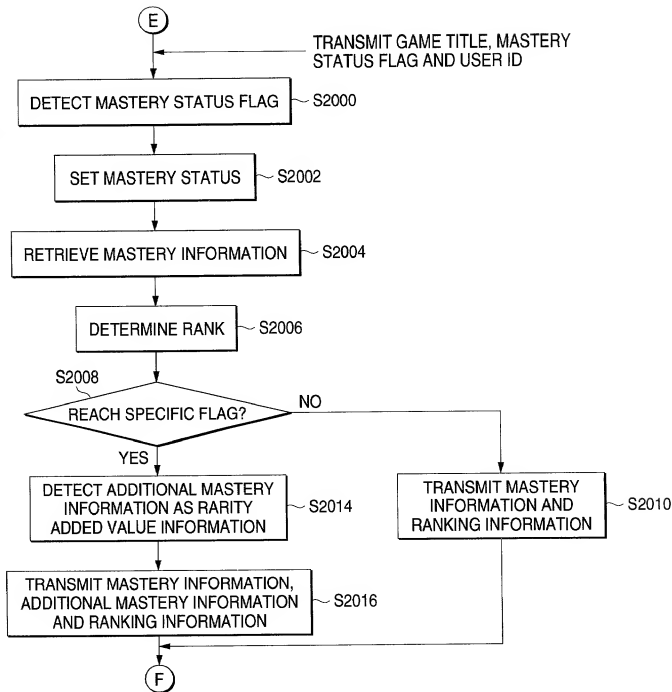 E
TRANSMIT GAME TITLE, MASTERY
STATUS FLAG AND USER ID
DETECT MASTERY STATUS FLAG
S2000
SET MASTERY STATUS
S2002
RETRIEVE MASTERY INFORMATION
S2004
DETERMINE RANK
S2006
S2008
REACH SPECIFIC FLAG?
NO
YES
DETECT ADDITIONAL MASTERY
INFORMATION AS RARITY
ADDED VALUE INFORMATION
S2014
TRANSMIT MASTERY
INFORMATION AND
RANKING INFORMATION
S2010
TRANSMIT MASTERY INFORMATION,
ADDITIONAL MASTERY INFORMATION
AND RANKING INFORMATION
S2016
F